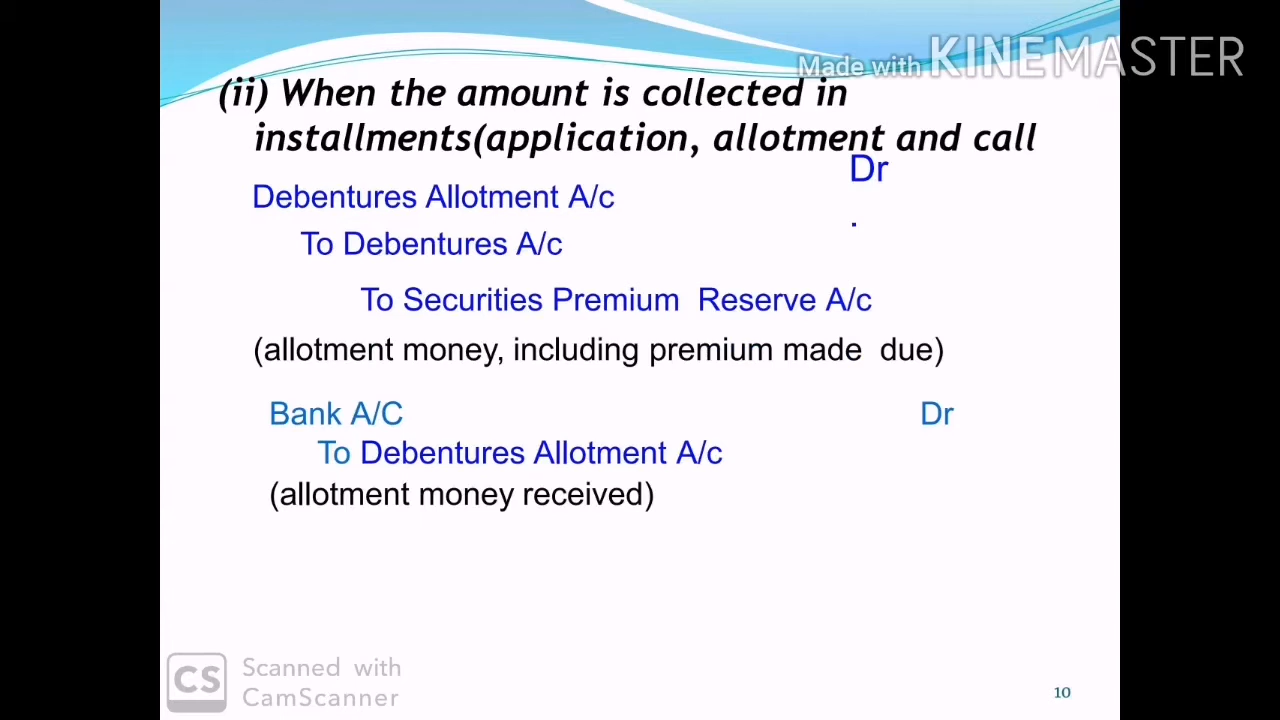 Made with KINEMASTER
(ii) When the amount is collected in
installments(application, allotment and call
Dr
.
Debentures Allotment A/c
To Debentures A/c
To Securities Premium Reserve A/c
(allotment money, including premium made due)
Bank A/C Dr
To Debentures Allotment A/c
(allotment money received)
CS Scanned with
CamScanner
10